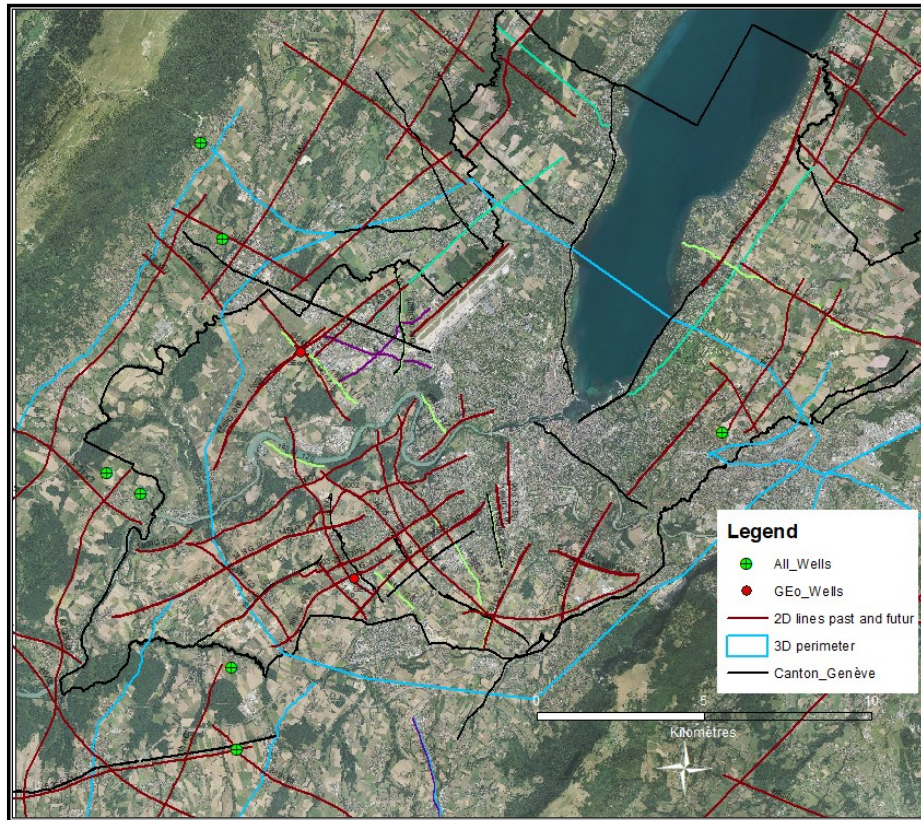 Legend
All_Wells
GEo_Wells
2D lines past and futur
3D perimeter
Canton_Genève
0 5 10
Kilomètres